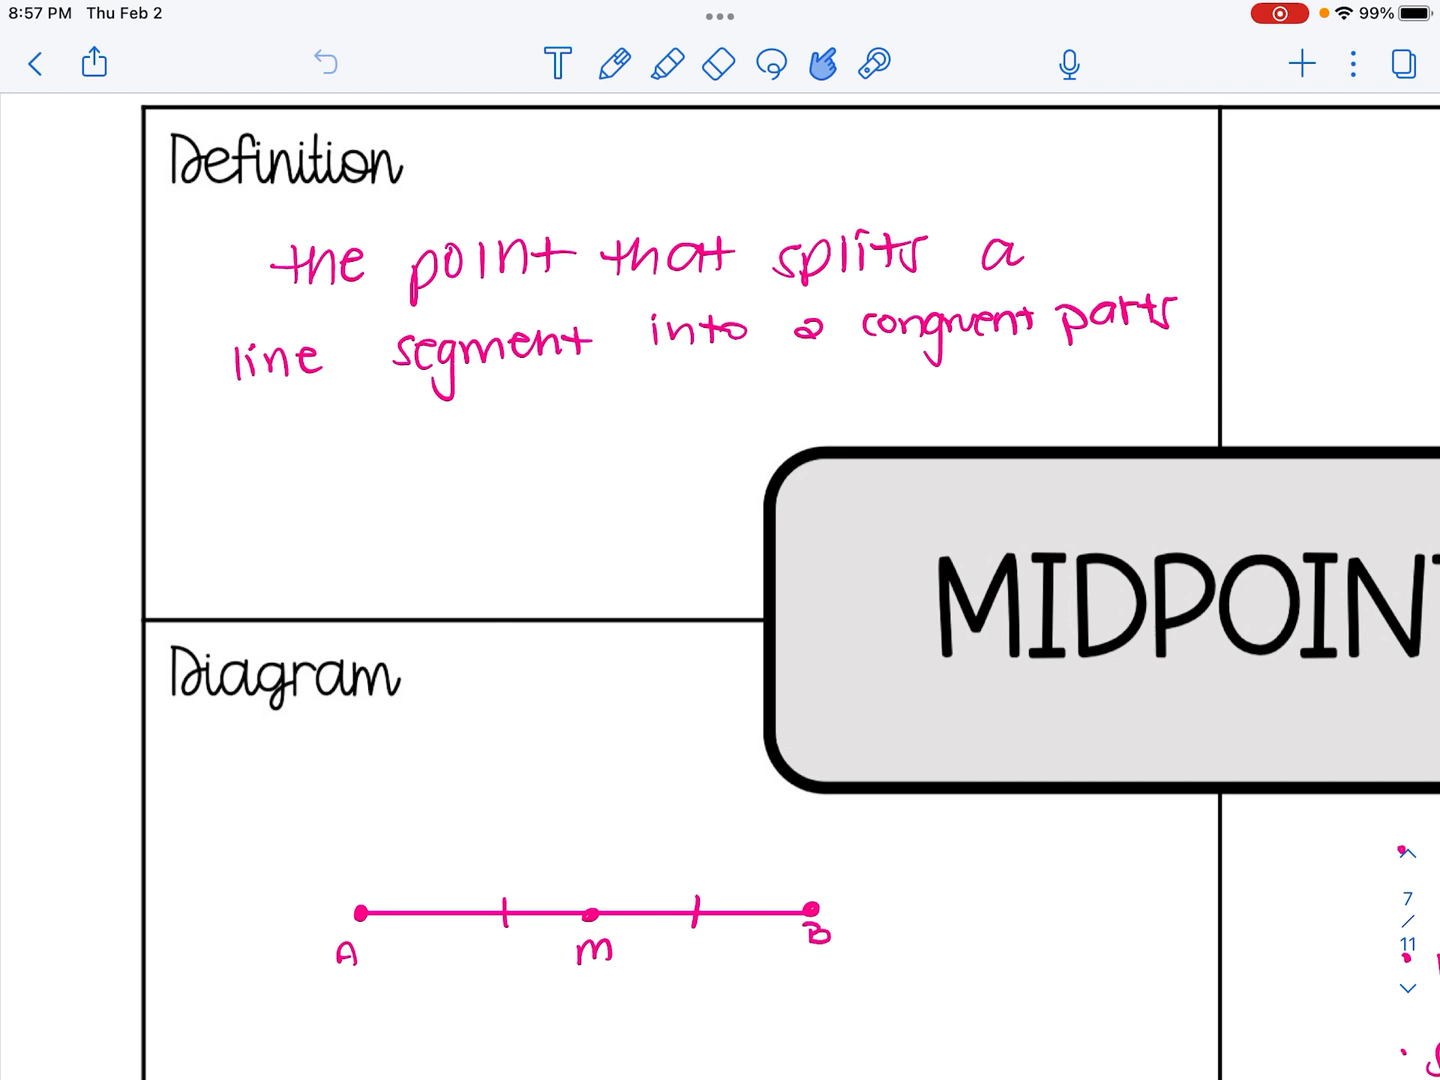 8:57 PM Thu Feb 2
99%
Definition
the point that splits a
line segment into 2 congruent parts
MIDPOIN
Diagram
A M B
7
/
11